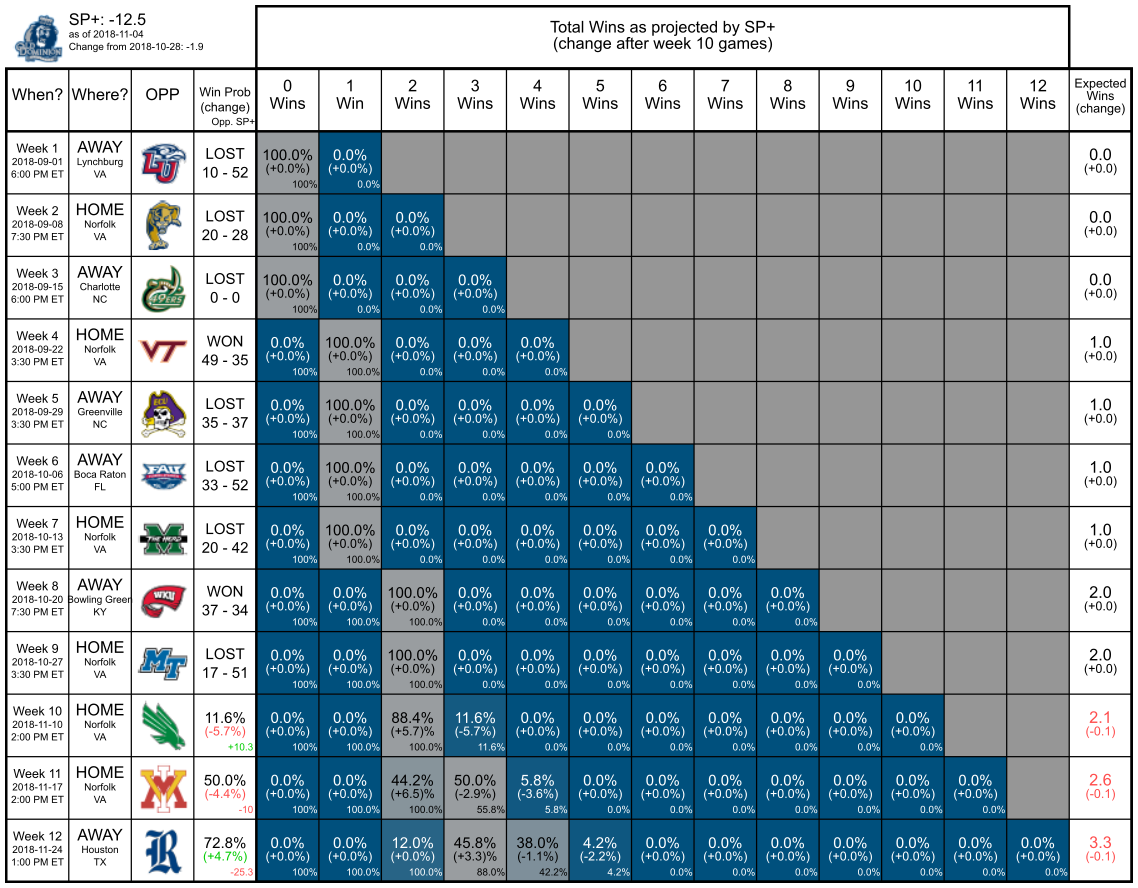 SP+: -12.5
as of 2018-11-04
Change from 2018-10-28: -1.9
OLD DOMINION
Total Wins as projected by SP+
(change after week 10 games)
When? Where? OPP Win Prob (change) Opp. SP+ 0 Wins 1 Win 2 Wins 3 Wins 4 Wins 5 Wins 6 Wins 7 Wins 8 Wins 9 Wins 10 Wins 11 Wins 12 Wins Expected Wins (change)
Week 1 AWAY LU LOST 100.0% 0.0% 0.0
2018-09-01 Lynchburg 10 - 52 (+0.0%) (+0.0%) (+0.0)
6:00 PM ET VA 100% 0.0%
Week 2 HOME LOST 100.0% 0.0% 0.0% 0.0
2018-09-08 Norfolk 20 - 28 (+0.0%) (+0.0%) (+0.0%) (+0.0)
7:30 PM ET VA 100% 0.0% 0.0%
Week 3 AWAY 49ERS LOST 100.0% 0.0% 0.0% 0.0% 0.0
2018-09-15 Charlotte 0 - 0 (+0.0%) (+0.0%) (+0.0%) (+0.0%) (+0.0)
6:00 PM ET NC 100% 0.0% 0.0% 0.0%
Week 4 HOME VT WON 0.0% 100.0% 0.0% 0.0% 0.0% 1.0
2018-09-22 Norfolk 49 - 35 (+0.0%) (+0.0%) (+0.0%) (+0.0%) (+0.0%) (+0.0)
3:30 PM ET VA 100% 100.0% 0.0% 0.0% 0.0%
Week 5 AWAY ECU LOST 0.0% 100.0% 0.0% 0.0% 0.0% 0.0% 1.0
2018-09-29 Greenville 35 - 37 (+0.0%) (+0.0%) (+0.0%) (+0.0%) (+0.0%) (+0.0%) (+0.0)
3:30 PM ET NC 100% 100.0% 0.0% 0.0% 0.0% 0.0%
Week 6 AWAY FAU LOST 0.0% 100.0% 0.0% 0.0% 0.0% 0.0% 0.0% 1.0
2018-10-06 Boca Raton 33 - 52 (+0.0%) (+0.0%) (+0.0%) (+0.0%) (+0.0%) (+0.0%) (+0.0%) (+0.0)
5:00 PM ET FL 100% 100.0% 0.0% 0.0% 0.0% 0.0% 0.0%
Week 7 HOME THE HERD LOST 0.0% 100.0% 0.0% 0.0% 0.0% 0.0% 0.0% 0.0% 1.0
2018-10-13 Norfolk 20 - 42 (+0.0%) (+0.0%) (+0.0%) (+0.0%) (+0.0%) (+0.0%) (+0.0%) (+0.0%) (+0.0)
3:30 PM ET VA 100% 100.0% 0.0% 0.0% 0.0% 0.0% 0.0% 0.0%
Week 8 AWAY WKU WON 0.0% 0.0% 100.0% 0.0% 0.0% 0.0% 0.0% 0.0% 0.0% 2.0
2018-10-20 Bowling Green 37 - 34 (+0.0%) (+0.0%) (+0.0%) (+0.0%) (+0.0%) (+0.0%) (+0.0%) (+0.0%) (+0.0%) (+0.0)
7:30 PM ET KY 100% 100.0% 100.0% 0.0% 0.0% 0.0% 0.0% 0.0% 0.0%
Week 9 HOME MT LOST 0.0% 0.0% 100.0% 0.0% 0.0% 0.0% 0.0% 0.0% 0.0% 0.0% 2.0
2018-10-27 Norfolk 17 - 51 (+0.0%) (+0.0%) (+0.0%) (+0.0%) (+0.0%) (+0.0%) (+0.0%) (+0.0%) (+0.0%) (+0.0%) (+0.0)
3:30 PM ET VA 100% 100.0% 100.0% 0.0% 0.0% 0.0% 0.0% 0.0% 0.0% 0.0%
Week 10 HOME 11.6% 0.0% 0.0% 88.4% 11.6% 0.0% 0.0% 0.0% 0.0% 0.0% 0.0% 0.0% 2.1
2018-11-10 Norfolk (-5.7%) (+0.0%) (+0.0%) (+5.7)% (-5.7%) (+0.0%) (+0.0%) (+0.0%) (+0.0%) (+0.0%) (+0.0%) (+0.0%) (-0.1)
2:00 PM ET VA +10.3 100% 100.0% 100.0% 11.6% 0.0% 0.0% 0.0% 0.0% 0.0% 0.0% 0.0%
Week 11 HOME 50.0% 0.0% 0.0% 44.2% 50.0% 5.8% 0.0% 0.0% 0.0% 0.0% 0.0% 0.0% 0.0% 2.6
2018-11-17 Norfolk (-4.4%) (+0.0%) (+0.0%) (+6.5)% (-2.9%) (-3.6%) (+0.0%) (+0.0%) (+0.0%) (+0.0%) (+0.0%) (+0.0%) (+0.0%) (-0.1)
2:00 PM ET VA -10 100% 100.0% 100.0% 55.8% 5.8% 0.0% 0.0% 0.0% 0.0% 0.0% 0.0% 0.0%
Week 12 AWAY R 72.8% 0.0% 0.0% 12.0% 45.8% 38.0% 4.2% 0.0% 0.0% 0.0% 0.0% 0.0% 0.0% 0.0% 3.3
2018-11-24 Houston (+4.7%) (+0.0%) (+0.0%) (+0.0%) (+3.3)% (-1.1%) (-2.2%) (+0.0%) (+0.0%) (+0.0%) (+0.0%) (+0.0%) (+0.0%) (+0.0%) (-0.1)
1:00 PM ET TX -25.3 100% 100.0% 100.0% 88.0% 42.2% 4.2% 0.0% 0.0% 0.0% 0.0% 0.0% 0.0% 0.0%